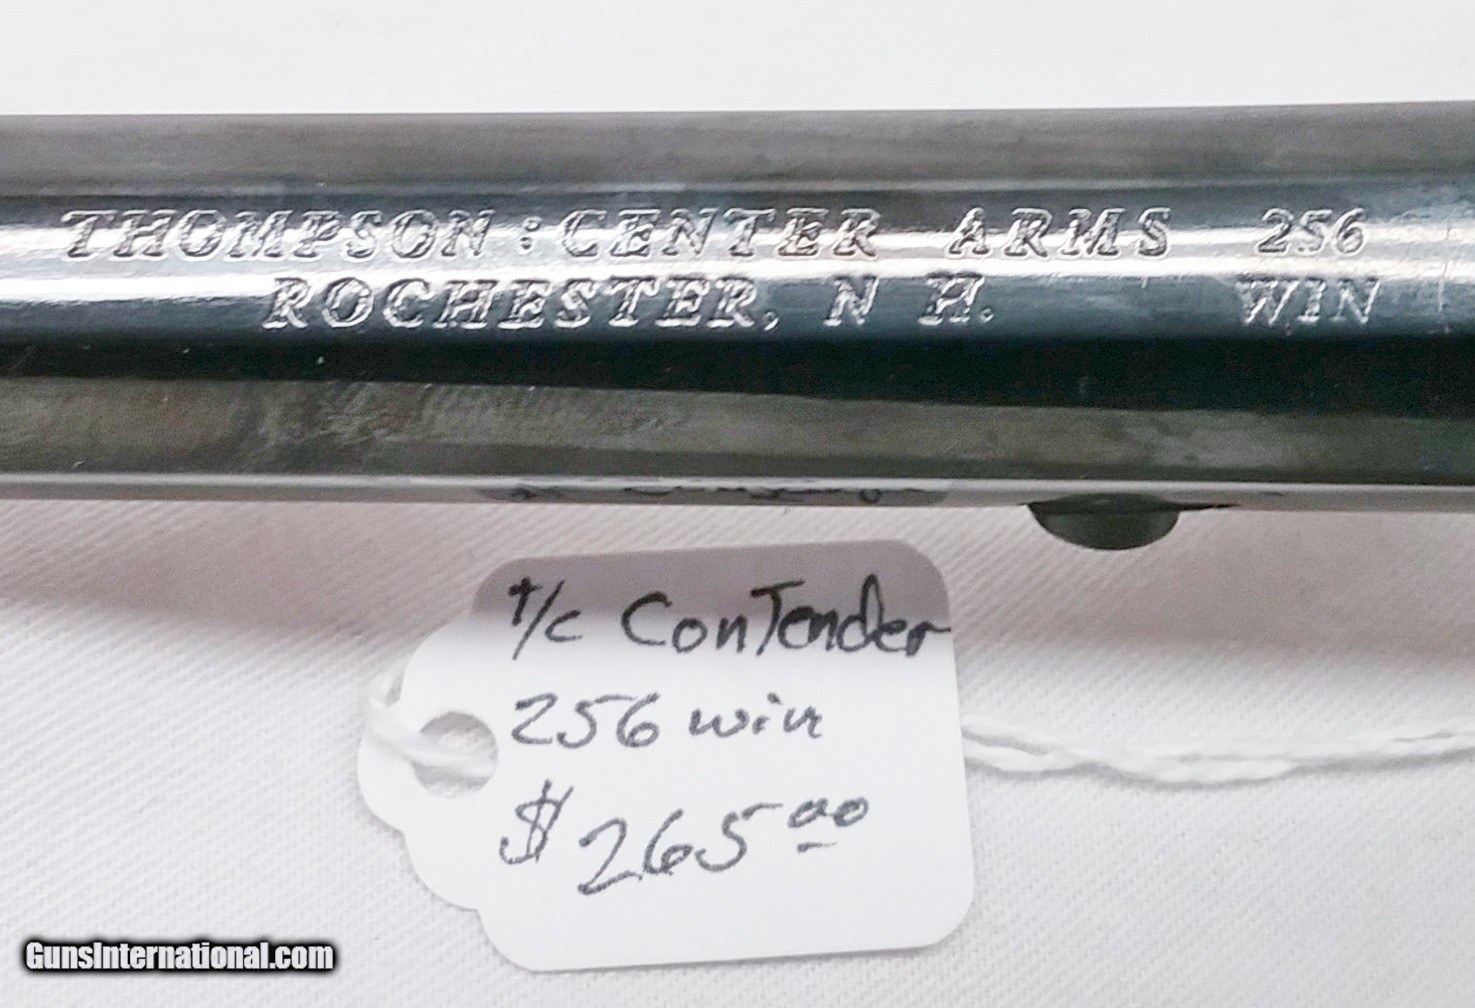 THOMPSON:CENTER ARMS 256
ROCHESTER, N H. WIN
T/C ConTender
256 win
$265.00
GunsInternational.com